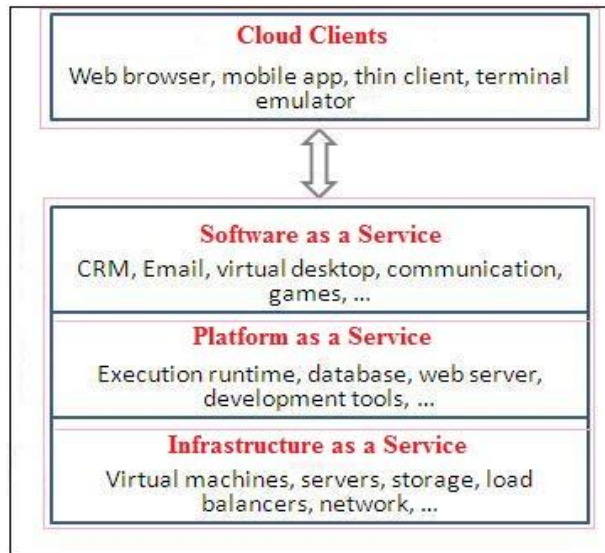 Cloud Clients
Web browser, mobile app, thin client, terminal
emulator
Software as a Service
CRM, Email, virtual desktop, communication,
games, ...
Platform as a Service
Execution runtime, database, web server,
development tools, ...
Infrastructure as a Service
Virtual machines, servers, storage, load
balancers, network, ...